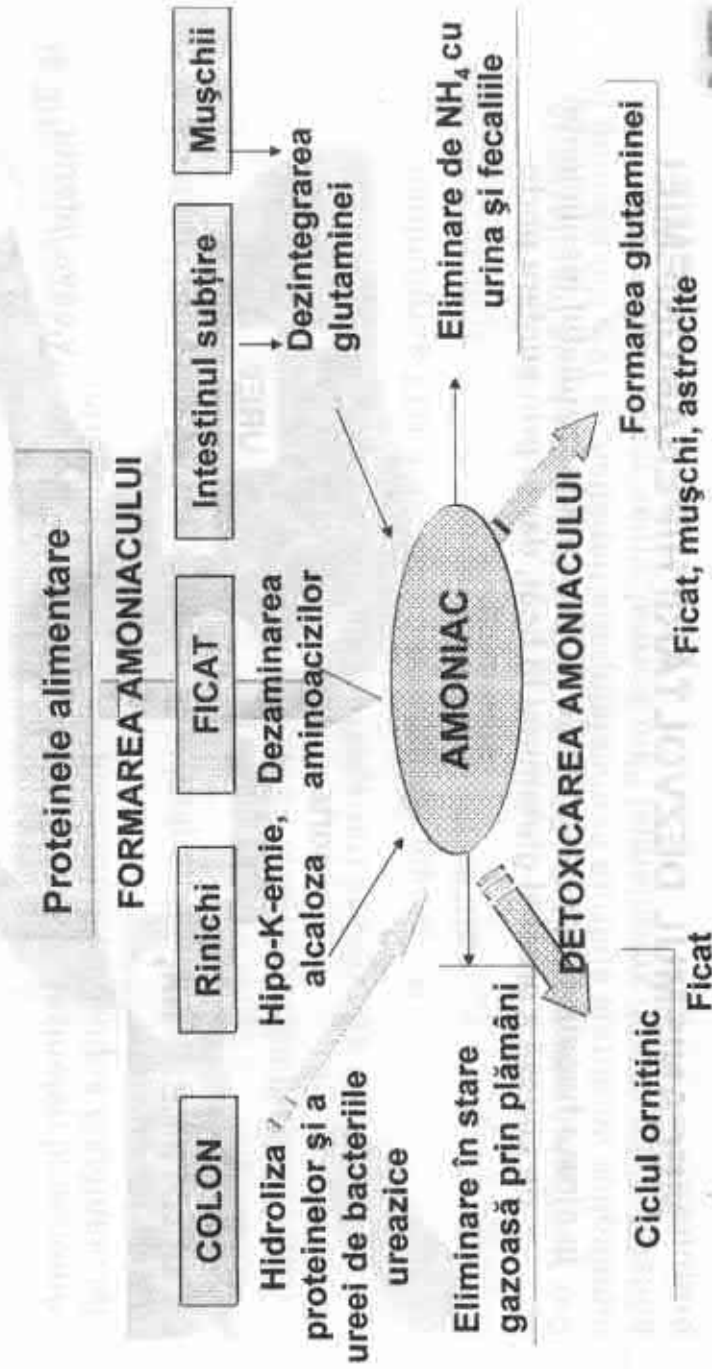 Proteinele alimentare
FORMAREA AMONIACULUI
COLON
Rinichi
FICAT
Intestinul subțire
Mușchii
Hidroliza
proteinelor și a
ureei de bacteriile
ureazice
Hipo-K-emie,
alcaloza
Dezaminarea
aminoacizilor
Dezintegrarea
glutaminei
AMONIAC
Eliminare în stare
gazoasă prin plămâni
Eliminare de NH₄ cu
urina și fecaliile
DETOXICAREA AMONIACULUI
Ciclul ornitinic
Ficat
Formarea glutaminei
Ficat, mușchi, astrocite